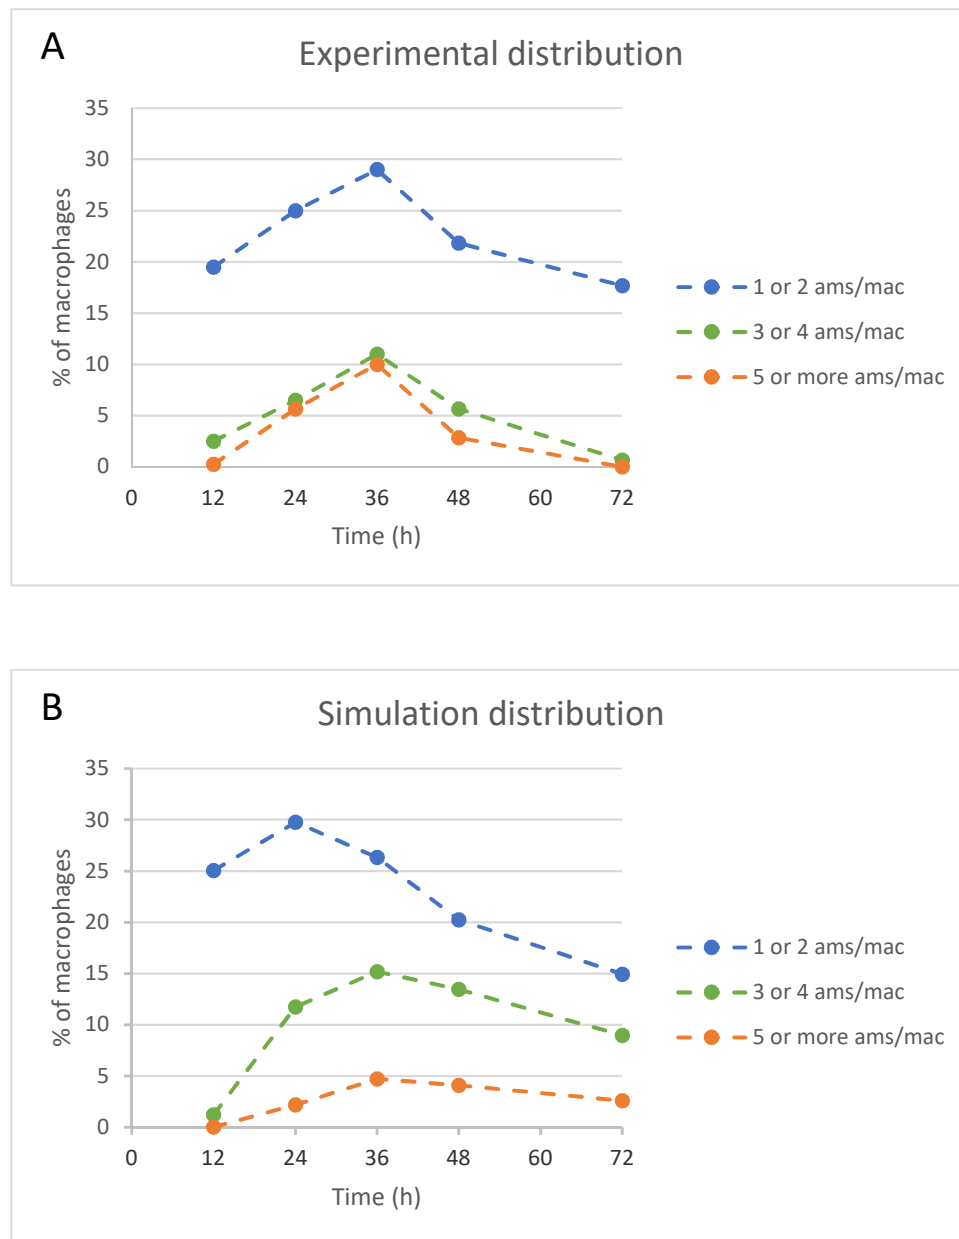 A
Experimental distribution
35
30
25
20
15
10
5
0
% of macrophages
0 12 24 36 48 60 72
Time (h)
1 or 2 ams/mac
3 or 4 ams/mac
5 or more ams/mac
B
Simulation distribution
35
30
25
20
15
10
5
0
% of macrophages
0 12 24 36 48 60 72
Time (h)
1 or 2 ams/mac
3 or 4 ams/mac
5 or more ams/mac